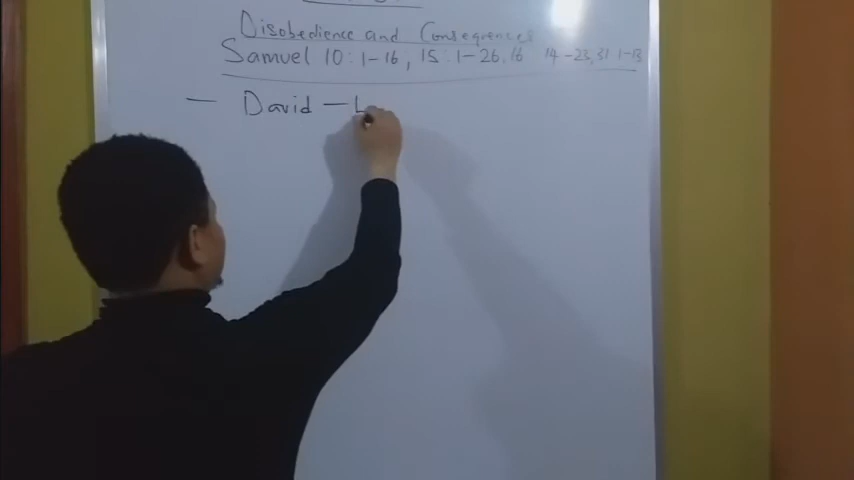 Disobedience and Consequences
Samuel 10:1-16, 15:1-26, 16 14-23, 31 1-13
— David — L